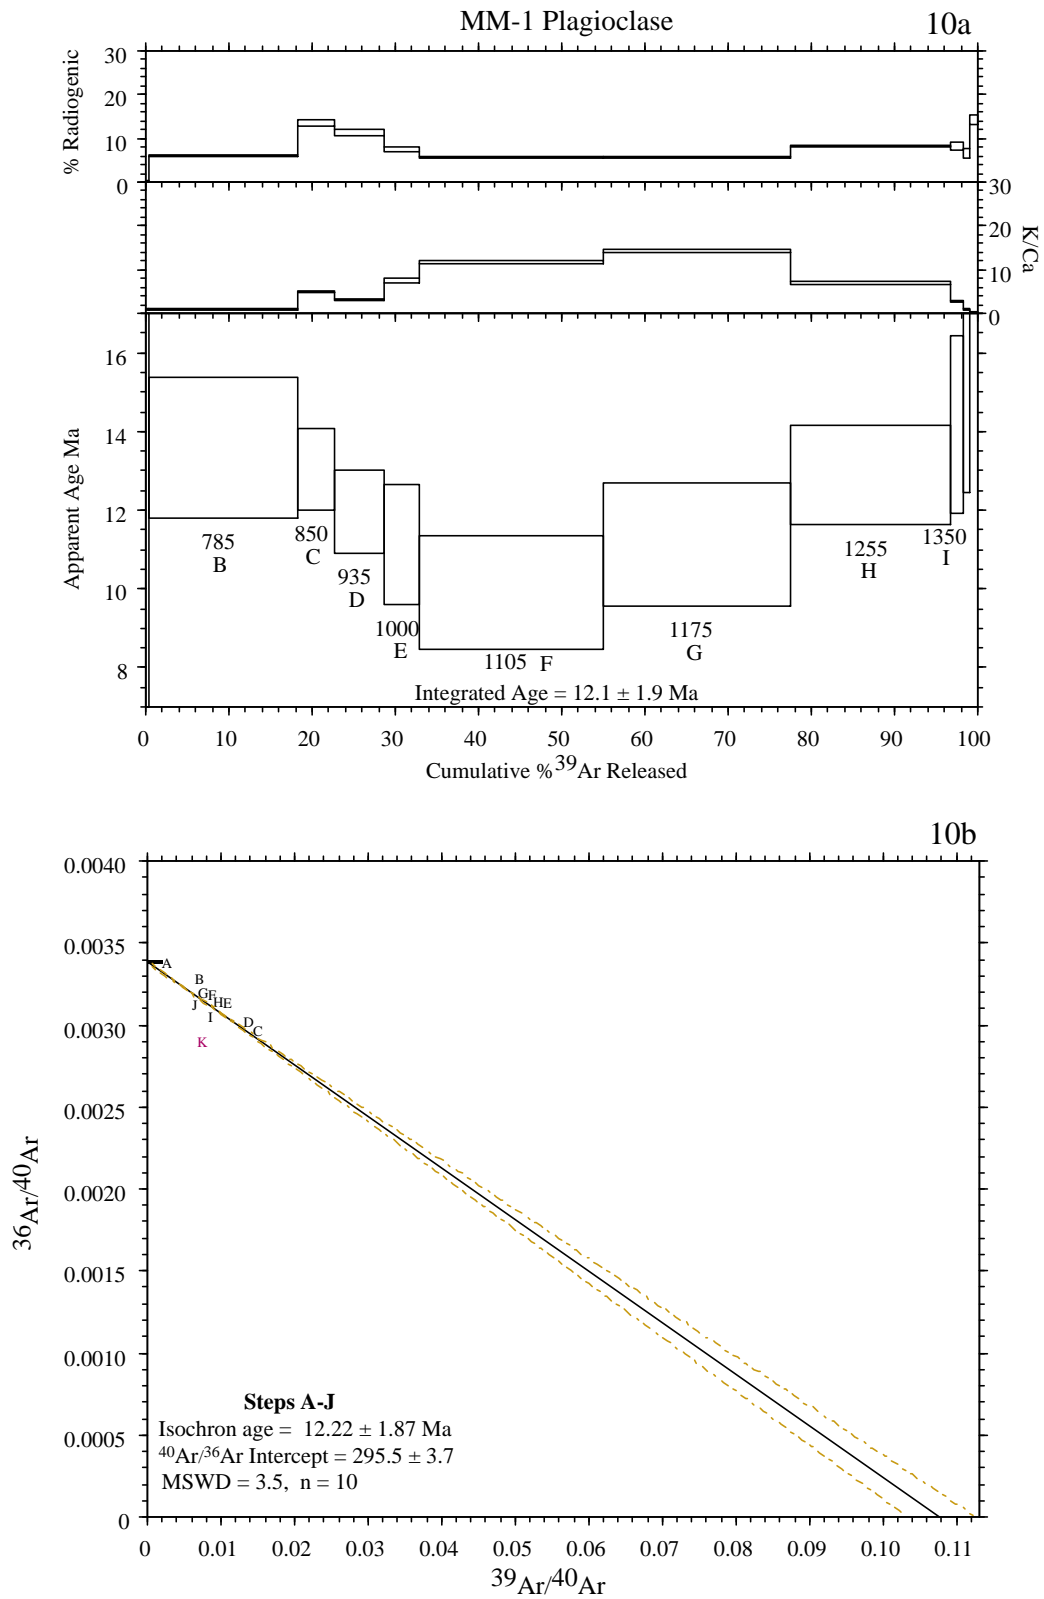 MM-1 Plagioclase
10a
% Radiogenic
30
20
10
0
30
20
10
0
K/Ca
Apparent Age Ma
16
14
12
10
8
785
B
850
C
935
D
1000
E
1105 F
1175
G
1255
H
1350
I
Integrated Age = 12.1 ± 1.9 Ma
0 10 20 30 40 50 60 70 80 90 100
Cumulative %39Ar Released
10b
36Ar/40Ar
0.0040
0.0035
0.0030
0.0025
0.0020
0.0015
0.0010
0.0005
0
A
B
G F
J H E
I
D
C
K
Steps A-J
Isochron age = 12.22 ± 1.87 Ma
40Ar/36Ar Intercept = 295.5 ± 3.7
MSWD = 3.5, n = 10
0 0.01 0.02 0.03 0.04 0.05 0.06 0.07 0.08 0.09 0.10 0.11
39Ar/40Ar